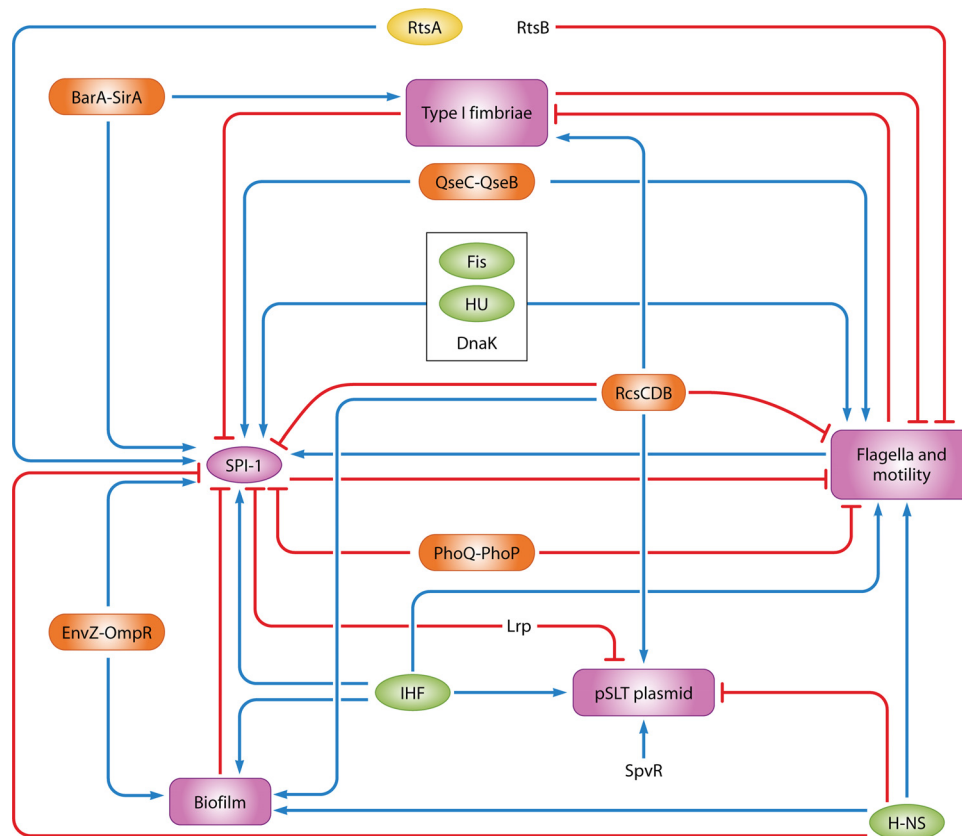 RtsA
RtsB
BarA-SirA
Type I fimbriae
QseC-QseB
Fis
HU
DnaK
RcsCDB
SPI-1
Flagella and
motility
PhoQ-PhoP
EnvZ-OmpR
Lrp
IHF
pSLT plasmid
SpvR
Biofilm
H-NS